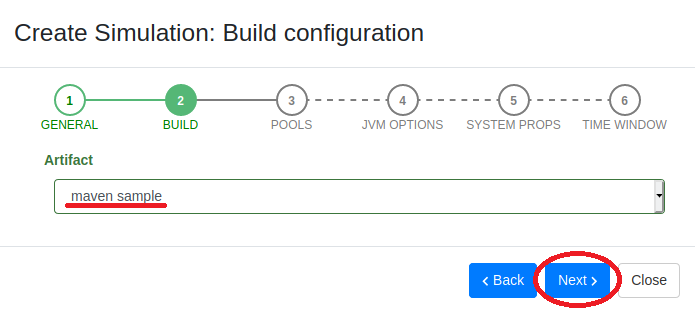 Create Simulation: Build configuration
1 2 3 4 5 6
GENERAL BUILD POOLS JVM OPTIONS SYSTEM PROPS TIME WINDOW
Artifact
maven sample
‹ Back Next › Close